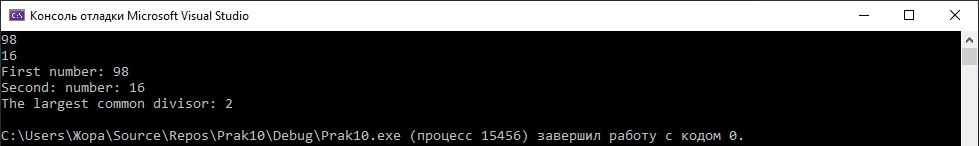 Консоль отладки Microsoft Visual Studio
98
16
First number: 98
Second: number: 16
The largest common divisor: 2
C:\Users\Жора\Source\Repos\Prak10\Debug\Prak10.exe (процесс 15456) завершил работу с кодом 0.